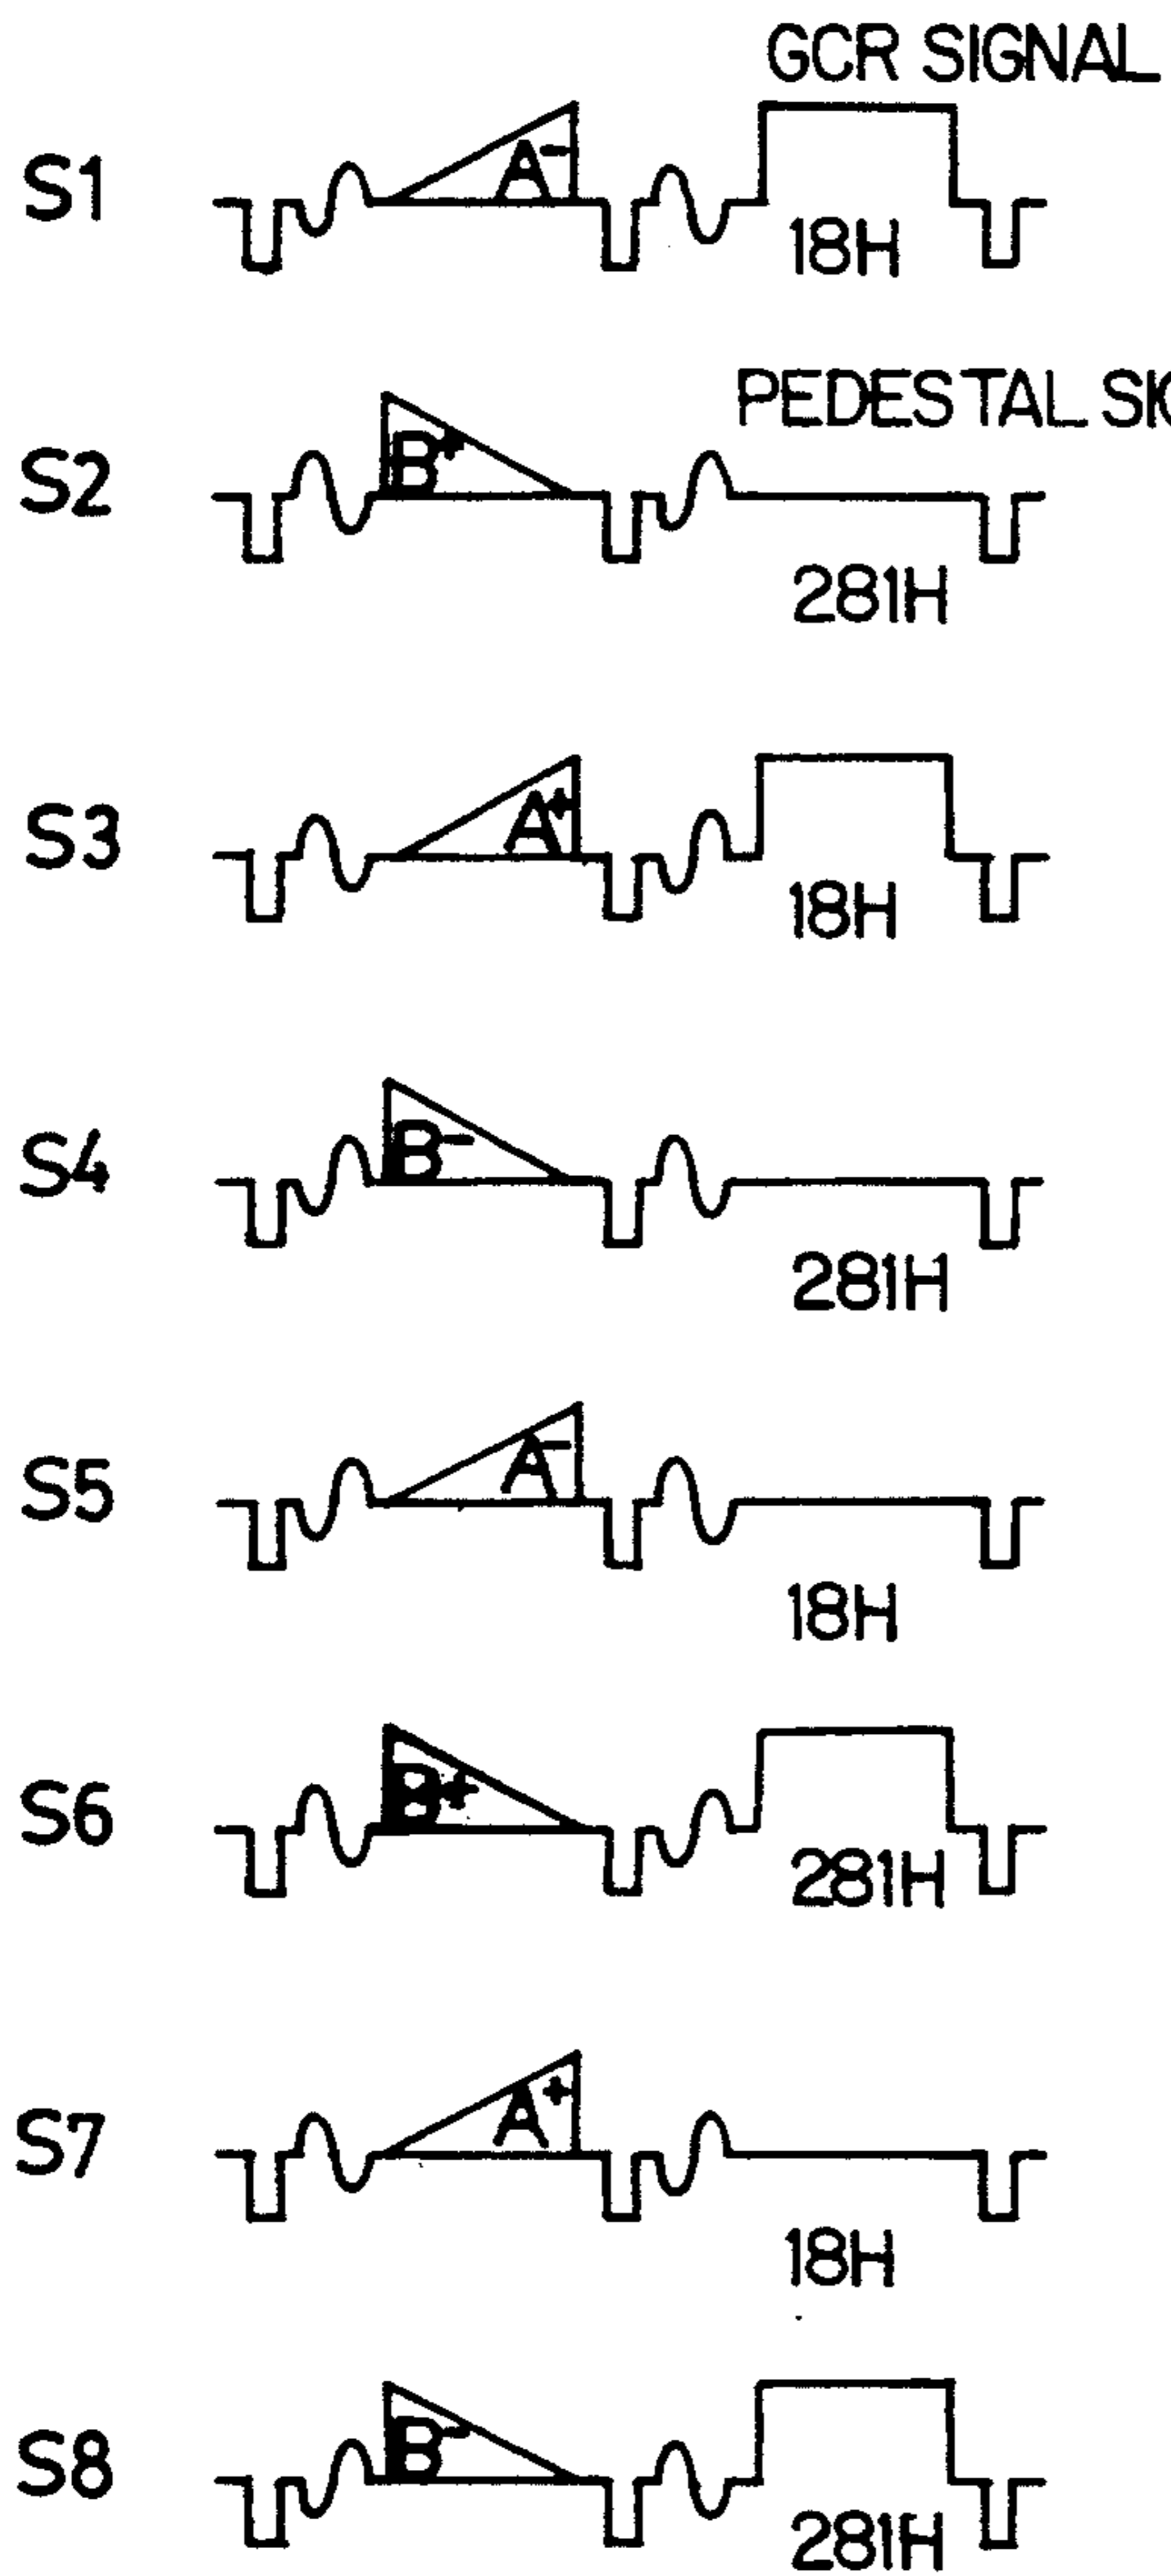 GCR SIGNAL
S1 A⁻
18H
PEDESTAL
S2 B⁺
281H
S3 A⁺
18H
S4 B⁻
281H
S5 A⁻
18H
S6 B⁺
281H
S7 A⁺
18H
S8 B⁻
281H